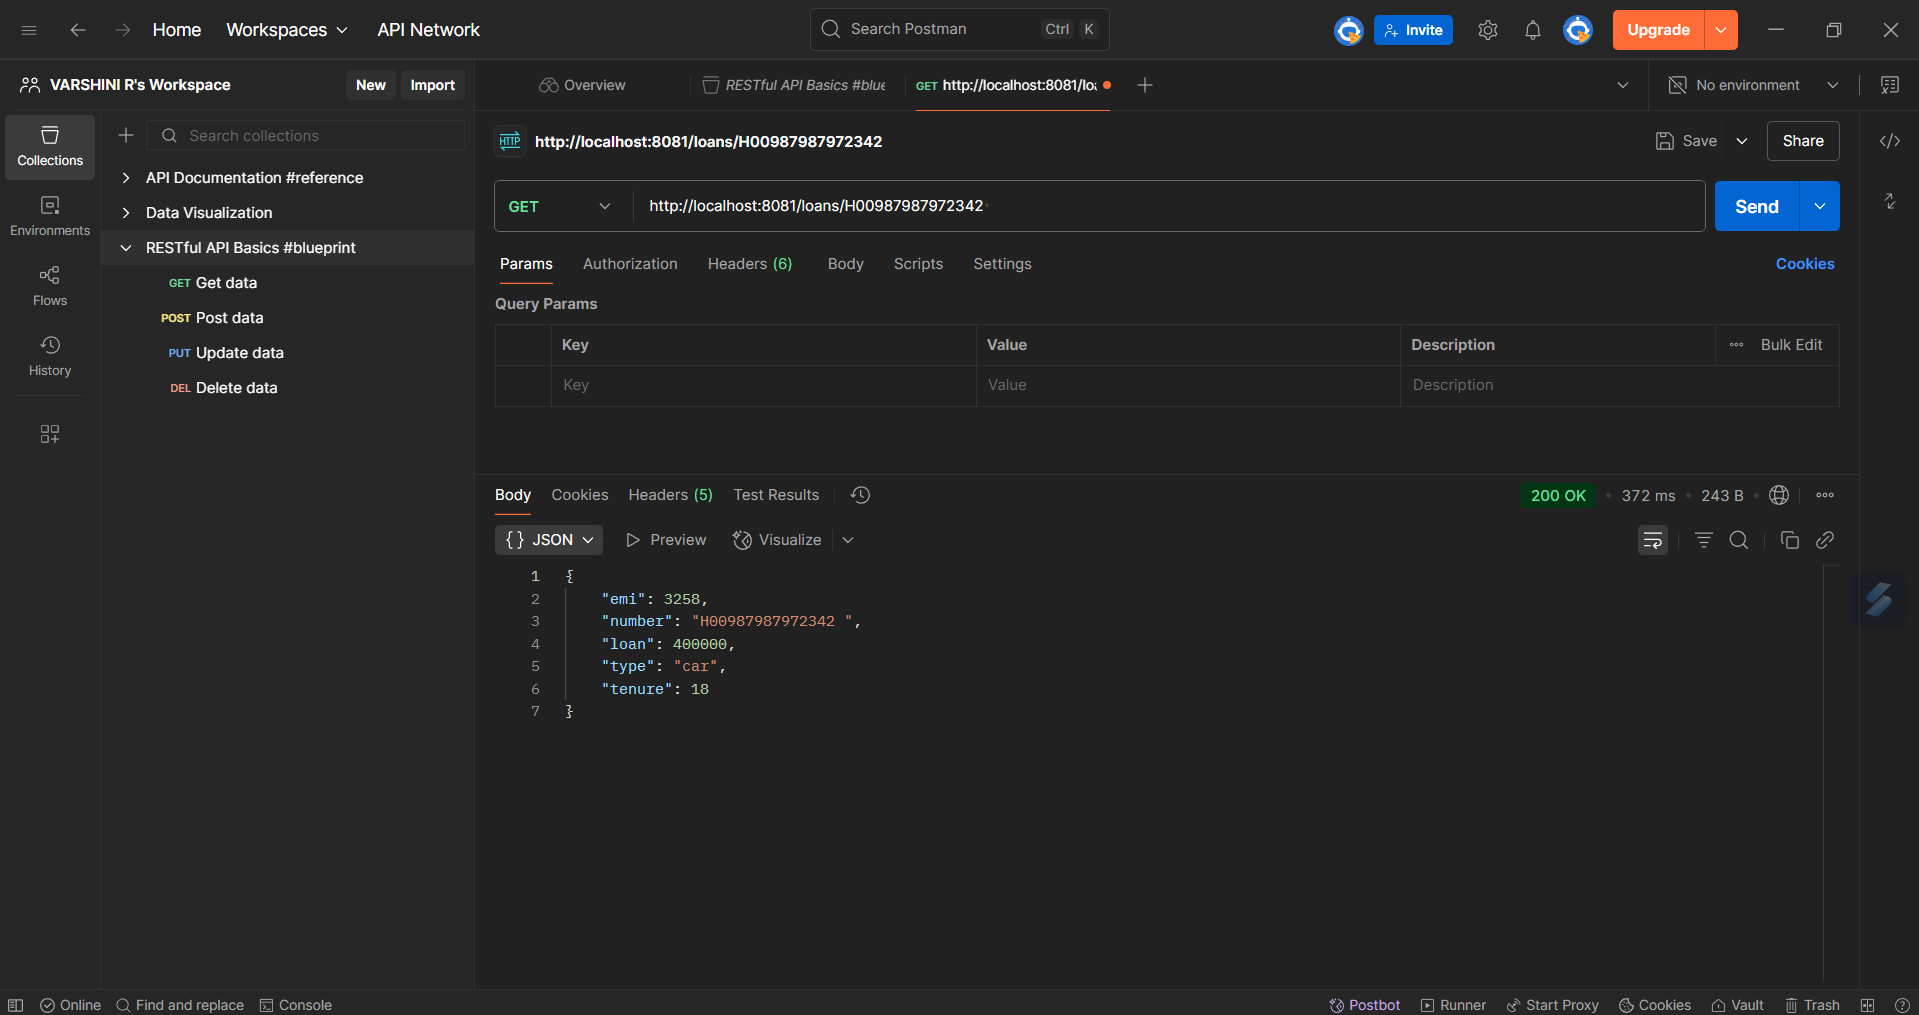 Home Workspaces API Network Search Postman Ctrl K Invite Upgrade
VARSHINI R's Workspace New Import
Overview RESTful API Basics #blue GET http://localhost:8081/loa No environment
Collections
Environments
Flows
History
Search collections
API Documentation #reference
Data Visualization
RESTful API Basics #blueprint
GET Get data
POST Post data
PUT Update data
DEL Delete data
HTTP http://localhost:8081/loans/H00987987972342 Save Share
GET http://localhost:8081/loans/H00987987972342 Send
Params Authorization Headers (6) Body Scripts Settings Cookies
Query Params
Key Value Description Bulk Edit
Key Value Description
Body Cookies Headers (5) Test Results 200 OK • 372 ms • 243 B •
{} JSON Preview Visualize
1 {
2 "emi": 3258,
3 "number": "H00987987972342 ",
4 "loan": 400000,
5 "type": "car",
6 "tenure": 18
7 }
Online Find and replace Console Postbot Runner Start Proxy Cookies Vault Trash